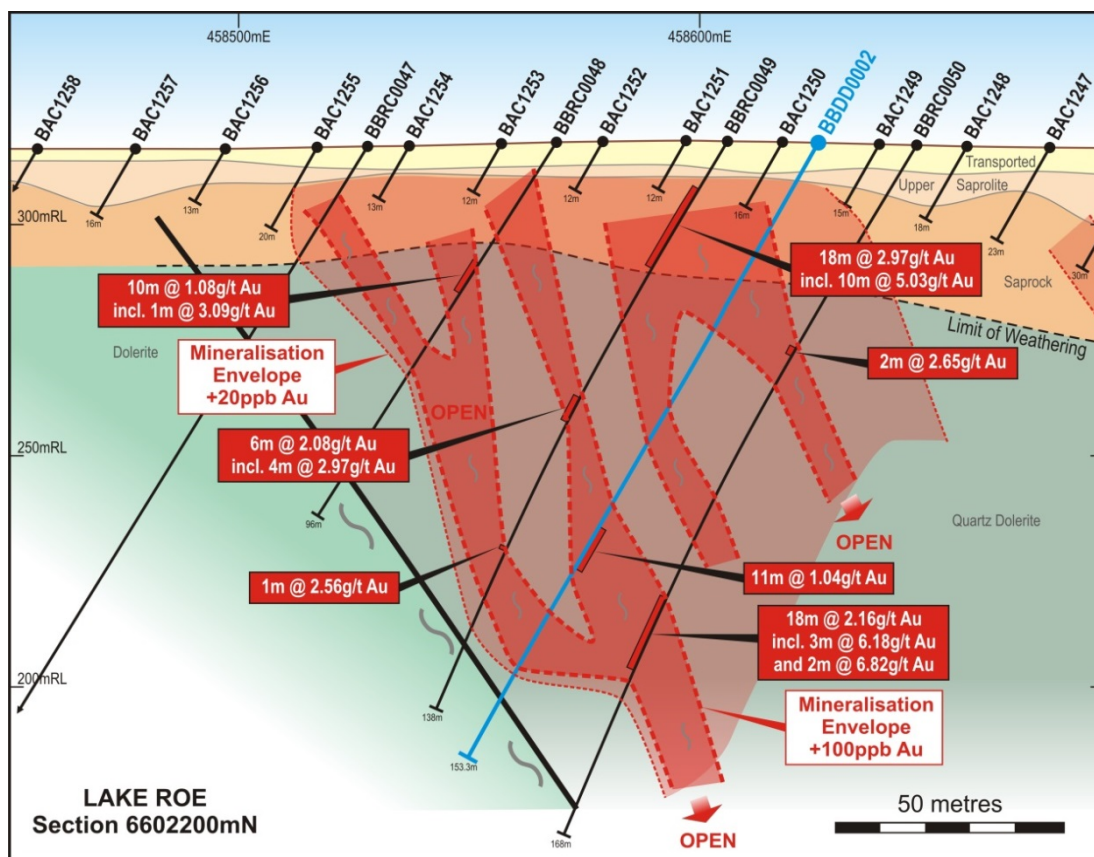 458500mE
458600mE
BAC1258
BAC1257
BAC1256
BAC1255
BBRC0047
BAC1254
BAC1253
BBRC0048
BAC1252
BAC1251
BBRC0049
BAC1250
BBDD0002
BAC1249
BBRC0050
BAC1248
BAC1247
Transported
Upper Saprolite
300mRL
16m
13m
20m
13m
12m
12m
12m
16m
15m
18m
23m
30m
18m @ 2.97g/t Au
incl. 10m @ 5.03g/t Au
Saprock
10m @ 1.08g/t Au
incl. 1m @ 3.09g/t Au
Limit of Weathering
Dolerite
Mineralisation
Envelope
+20ppb Au
2m @ 2.65g/t Au
OPEN
6m @ 2.08g/t Au
incl. 4m @ 2.97g/t Au
250mRL
96m
Quartz Dolerite
OPEN
1m @ 2.56g/t Au
11m @ 1.04g/t Au
18m @ 2.16g/t Au
incl. 3m @ 6.18g/t Au
and 2m @ 6.82g/t Au
200mRL
138m
Mineralisation
Envelope
+100ppb Au
153.3m
LAKE ROE
Section 6602200mN
50 metres
OPEN
168m